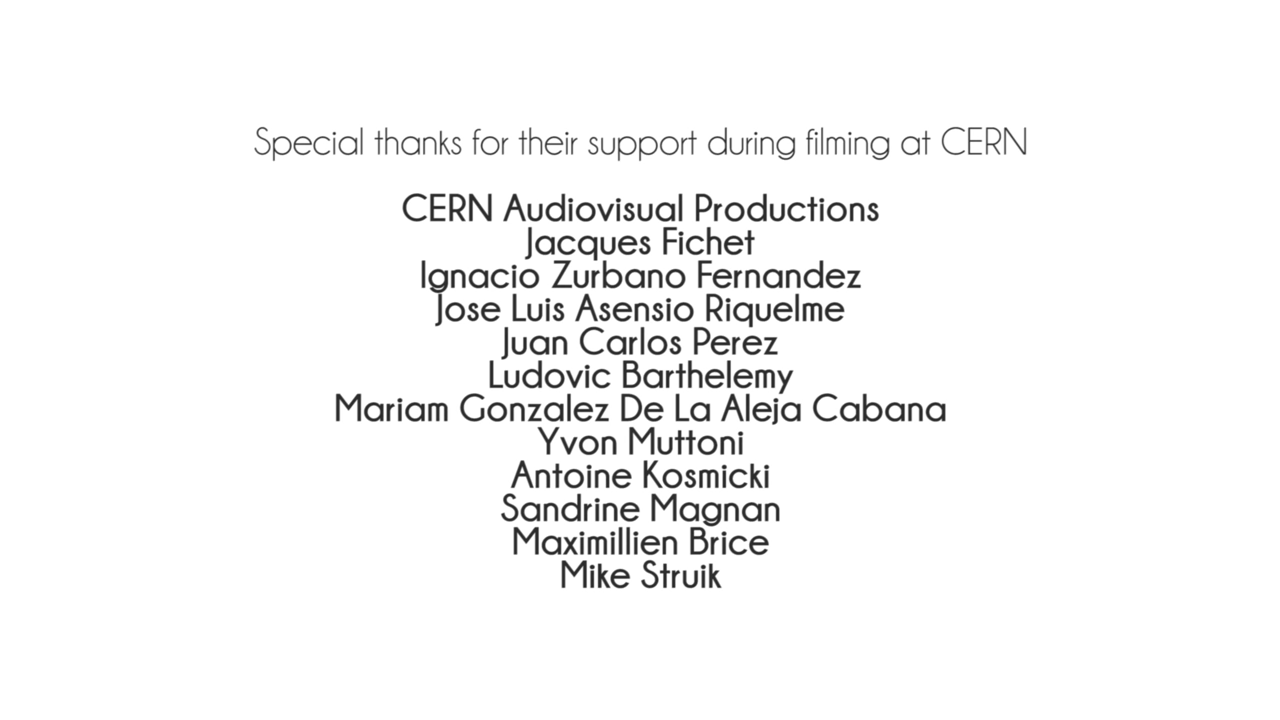 Special thanks for their support during filming at CERN
CERN Audiovisual Productions
Jacques Fichet
Ignacio Zurbano Fernandez
Jose Luis Asensio Riquelme
Juan Carlos Perez
Ludovic Barthelemy
Mariam Gonzalez De La Aleja Cabana
Yvon Muttoni
Antoine Kosmicki
Sandrine Magnan
Maximillien Brice
Mike Struik